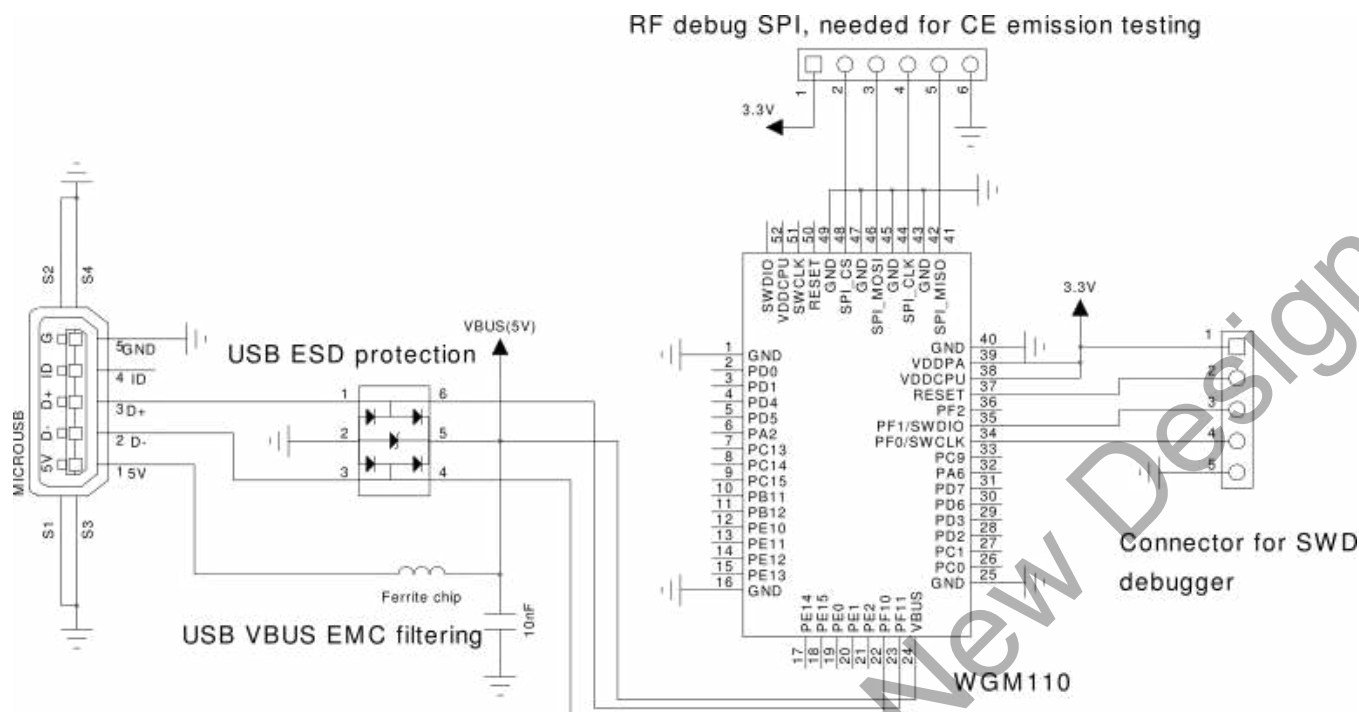 RF debug SPI, needed for CE emission testing
1 2 3 4 5 6
3.3V
S2 S4
MICROUSB
G ID D+ D- 5V
5 GND
4 ID
3 D+
2 D-
1 5V
S1 S3
USB ESD protection
VBUS(5V)
1 6
2 5
3 4
Ferrite chip
10nF
USB VBUS EMC filtering
52 51 50 49 48 47 46 45 44 43 42 41
SWDIO
VDDCPU
SWCLK
RESET
GND
SPI_CS
GND
SPI_MOSI
GND
SPI_CLK
GND
SPI_MISO
1 GND
2 PD0
3 PD1
4 PD4
5 PD5
6 PA2
7 PC13
8 PC14
9 PC15
10 PB11
11 PB12
12 PE10
13 PE11
14 PE12
15 PE13
16 GND
GND 40
VDDPA 39
VDDCPU 38
RESET 37
PF2 36
PF1/SWDIO 35
PF0/SWCLK 34
PC9 33
PA6 32
PD7 31
PD6 30
PD3 29
PD2 28
PC1 27
PC0 26
GND 25
PE14
PE15
PE0
PE1
PE2
PF10
PF11
VBUS
17 18 19 20 21 22 23 24
WGM110
3.3V
1
2
3
4
5
Connector for SWD
debugger
New Design